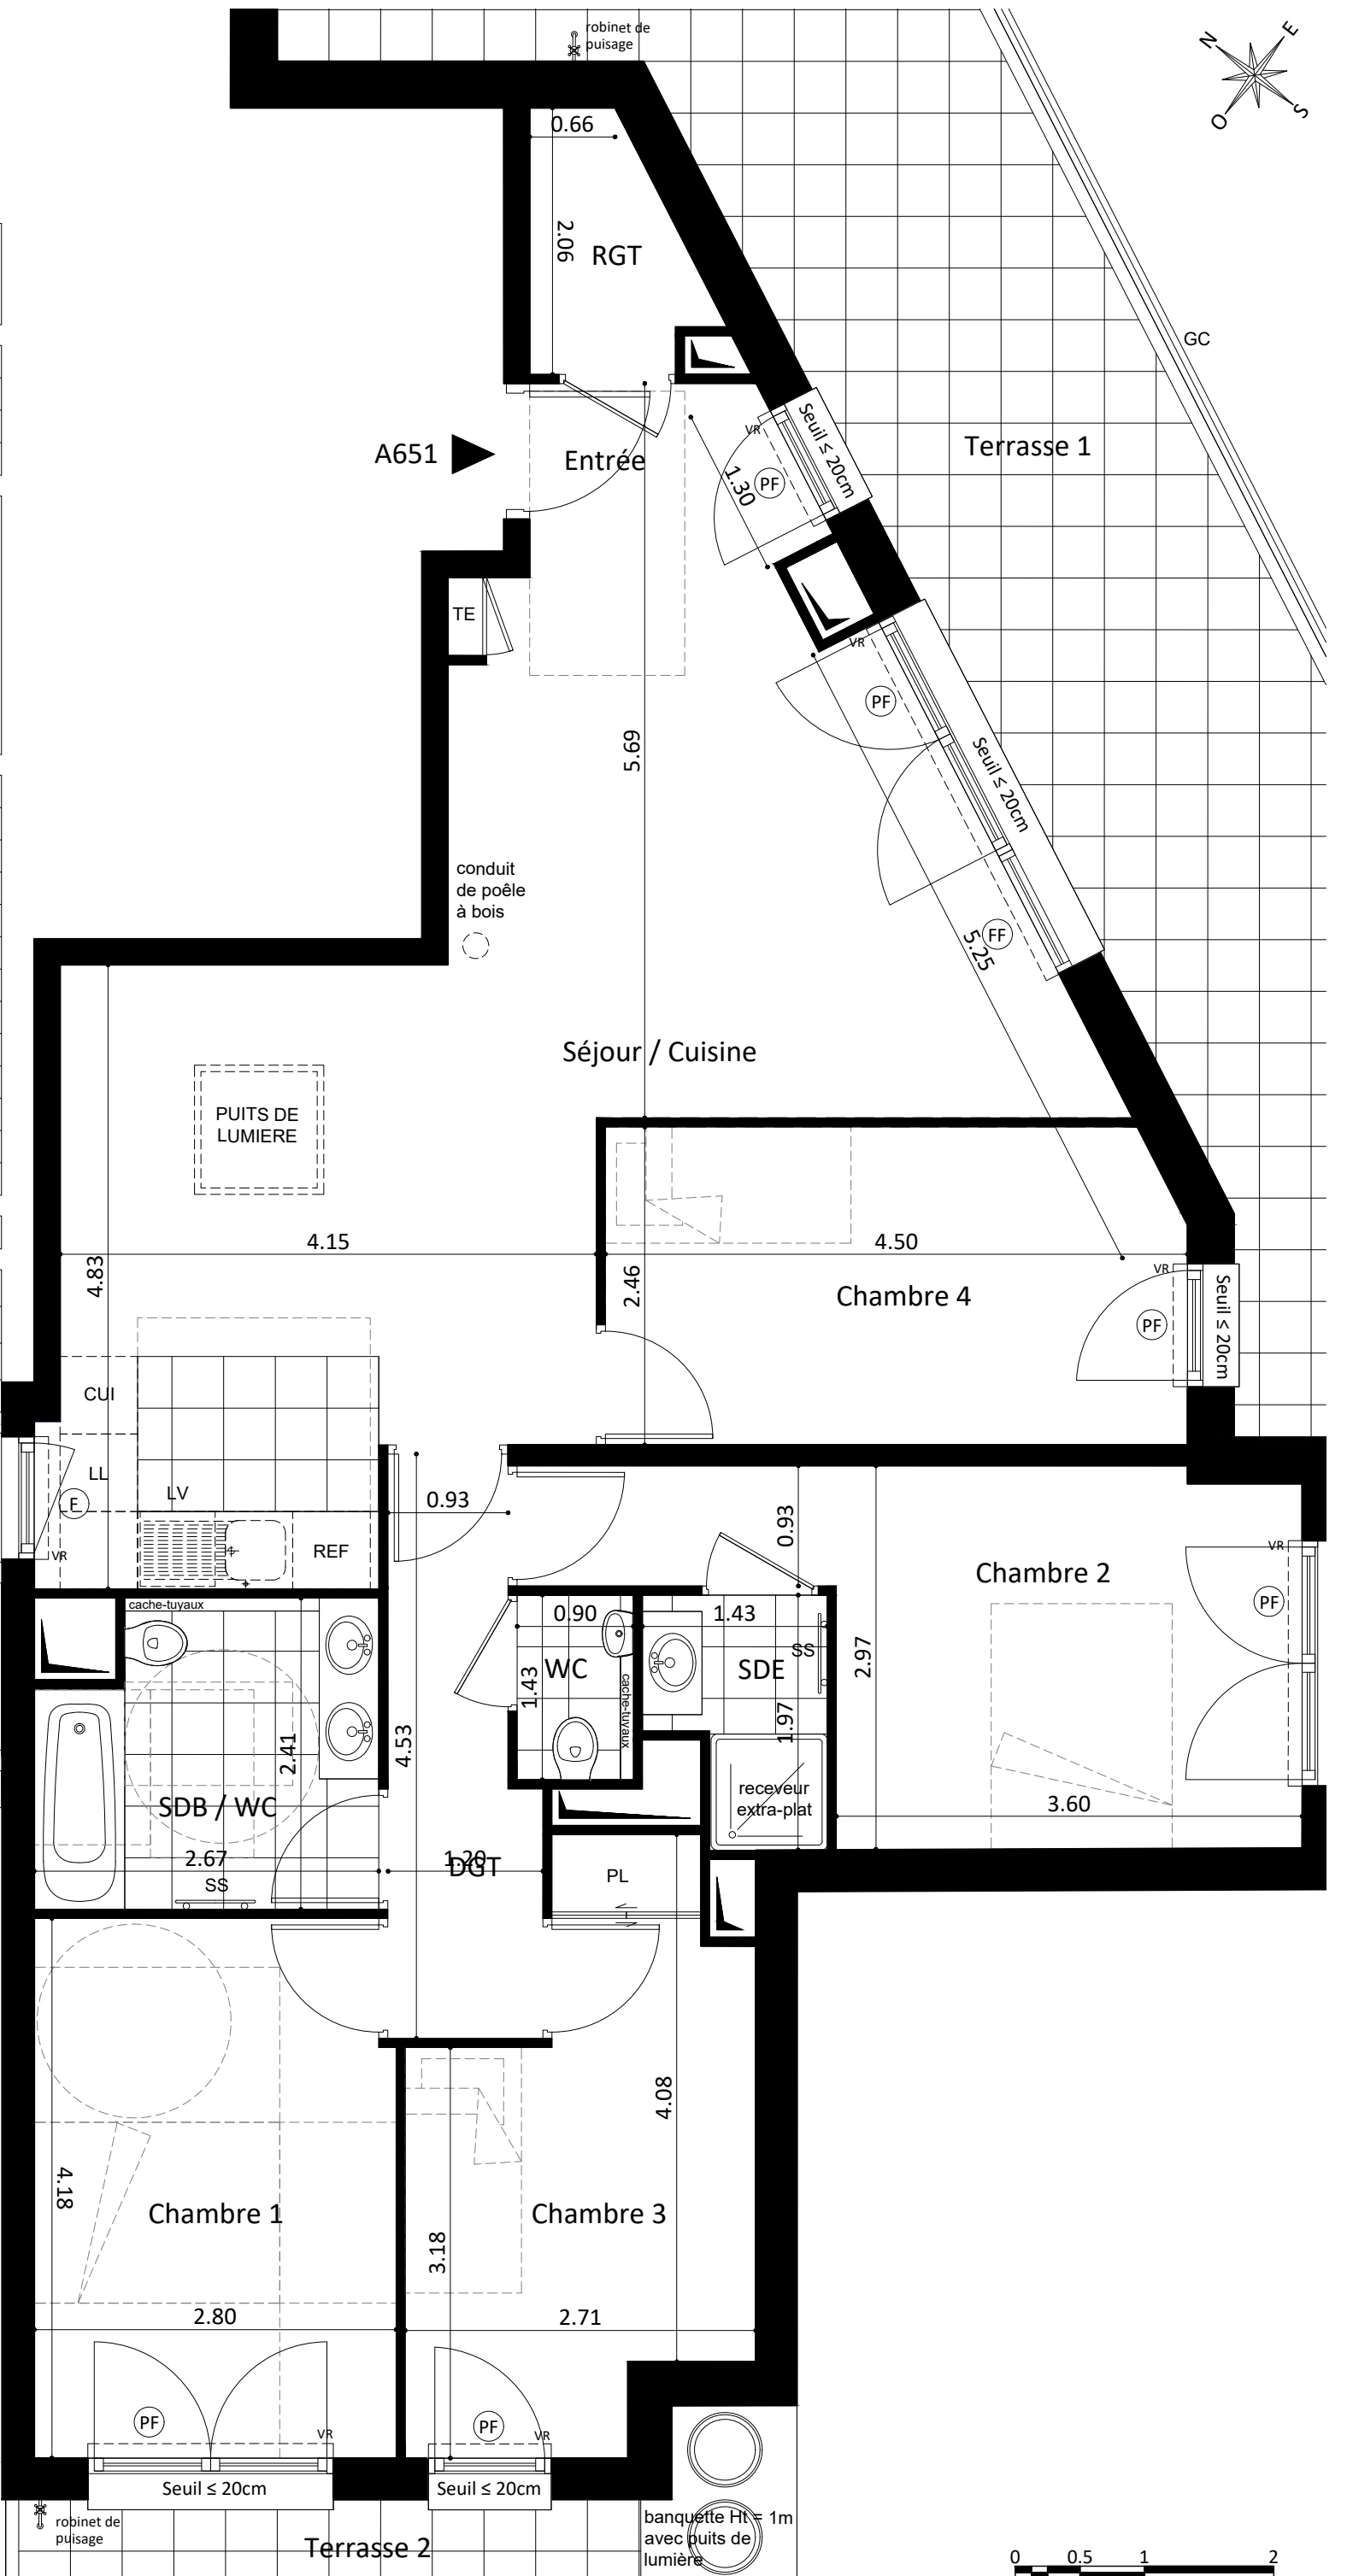 robinet de
puisage
N
E
S
O
0.66
2.06
RGT
GC
A651
Entrée
VR
PF
Seuil ≤ 20cm
1.30
Terrasse 1
TE
VR
PF
Seuil ≤ 20cm
5.69
conduit
de poêle
à bois
FF
5.25
Séjour / Cuisine
PUITS DE
LUMIERE
4.15
4.50
4.83
2.46
Chambre 4
VR
PF
Seuil ≤ 20cm
CUI
LL
LV
F
VR
REF
0.93
0.93
Chambre 2
VR
PF
cache-tuyaux
0.90
1.43
WC
1.43
cache-tuyaux
SDE
SS
2.97
1.97
4.53
2.41
SDB / WC
receveur
extra-plat
3.60
2.67
SS
1.20
DGT
PL
4.08
4.18
Chambre 1
Chambre 3
3.18
2.80
2.71
PF
VR
PF
VR
Seuil ≤ 20cm
Seuil ≤ 20cm
robinet de
puisage
Terrasse 2
banquette Ht = 1m
avec puits de
lumière
0 0.5 1 2